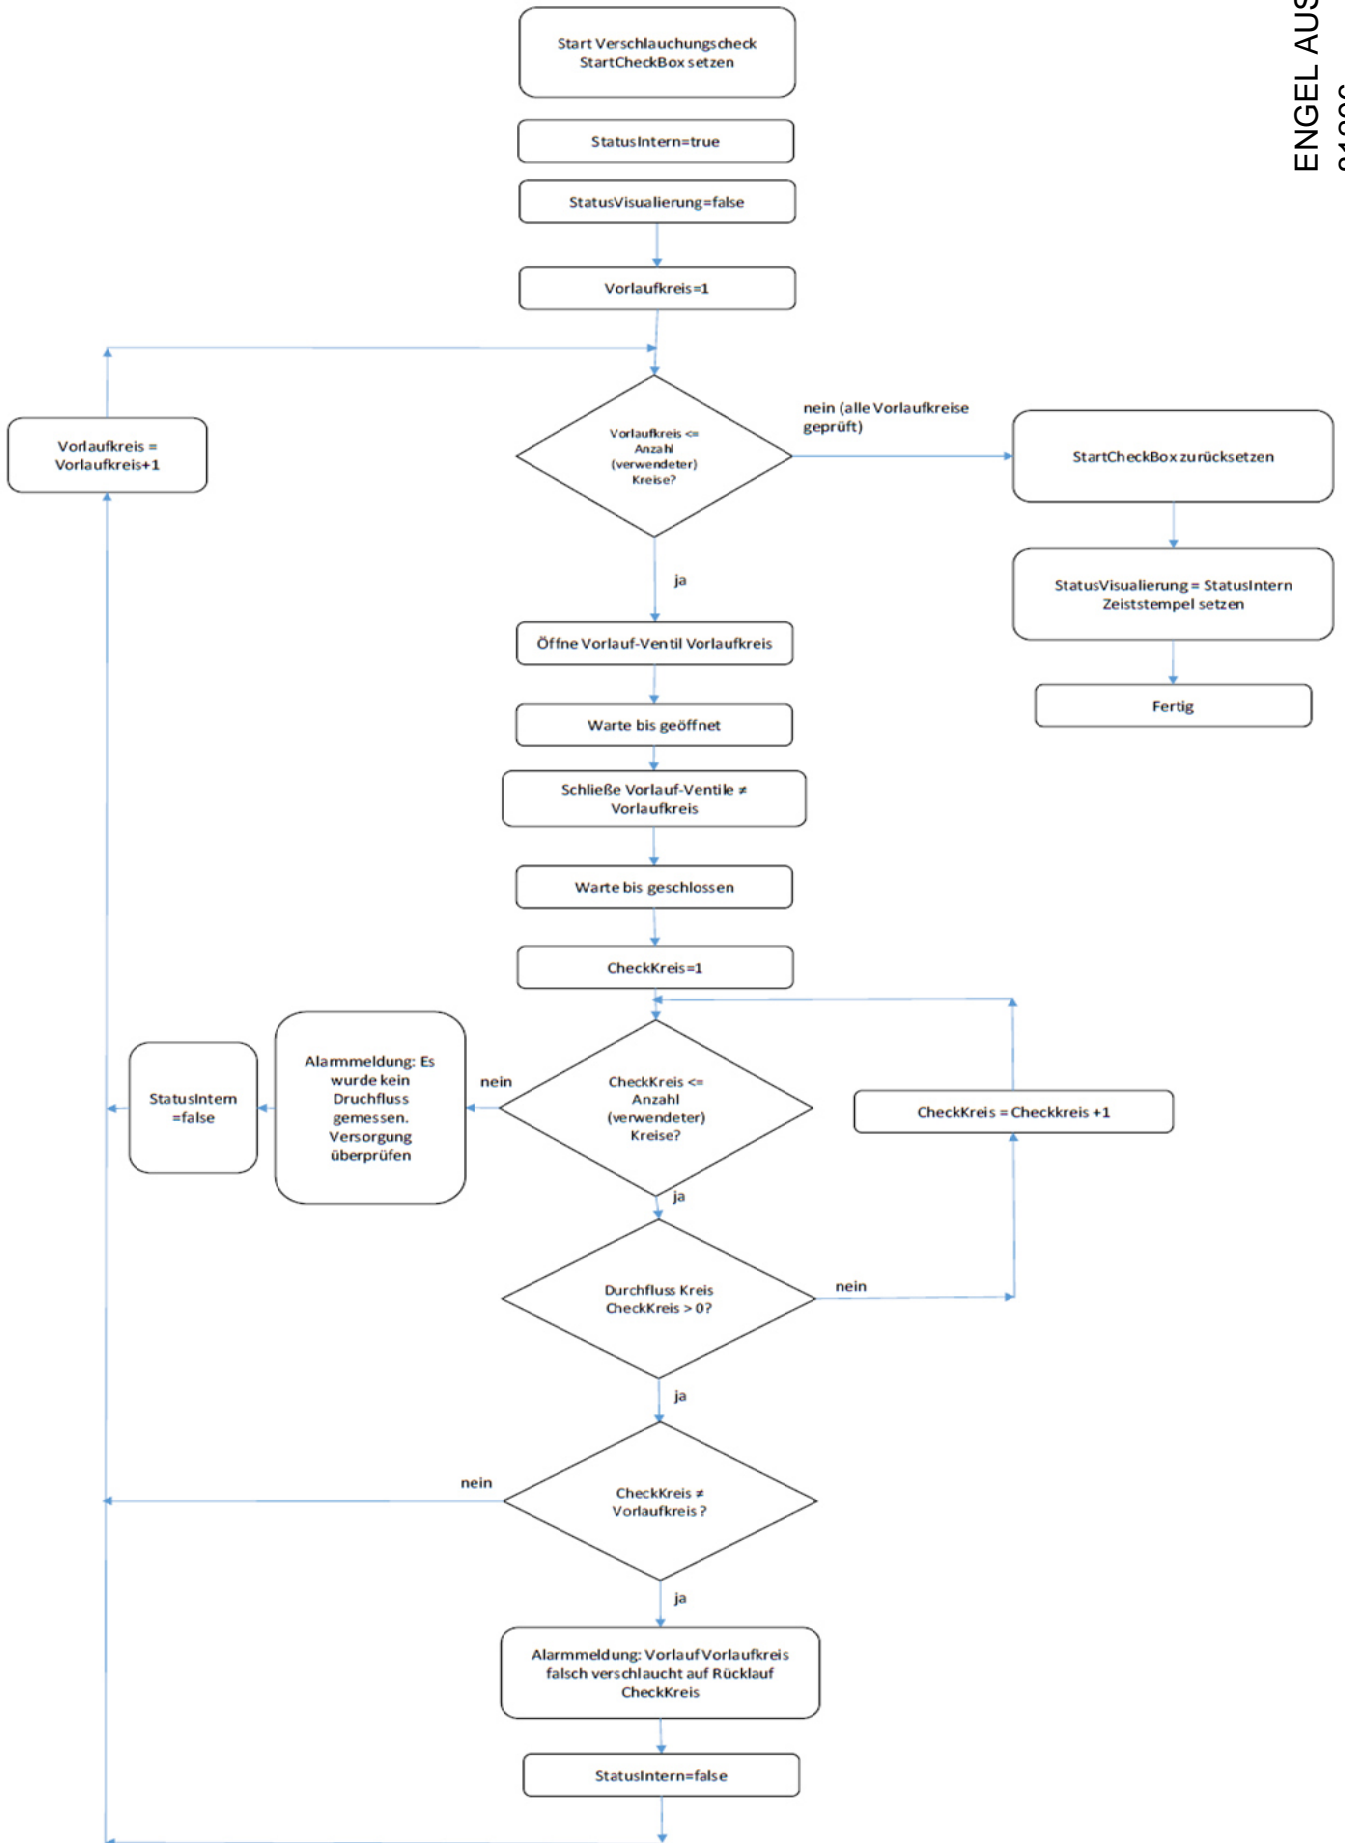 Start Verschlauchungscheck
StartCheckBox setzen
ENGEL AUS
StatusIntern=true
StatusVisualierung=false
Vorlaufkreis=1
Vorlaufkreis =
Vorlaufkreis+1
Vorlaufkreis <=
Anzahl
(verwendeter)
Kreise?
nein (alle Vorlaufkreise
geprüft)
StartCheckBox zurücksetzen
StatusVisualierung = StatusIntern
Zeiststempel setzen
Fertig
ja
Öffne Vorlauf-Ventil Vorlaufkreis
Warte bis geöffnet
Schließe Vorlauf-Ventile ≠
Vorlaufkreis
Warte bis geschlossen
CheckKreis=1
CheckKreis <=
Anzahl
(verwendeter)
Kreise?
nein
Alarmmeldung: Es
wurde kein
Druchfluss
gemessen.
Versorgung
überprüfen
StatusIntern
=false
CheckKreis = Checkkreis +1
ja
Durchfluss Kreis
CheckKreis > 0?
nein
ja
CheckKreis ≠
Vorlaufkreis ?
nein
ja
Alarmmeldung: Vorlauf Vorlaufkreis
falsch verschlaucht auf Rücklauf
CheckKreis
StatusIntern=false